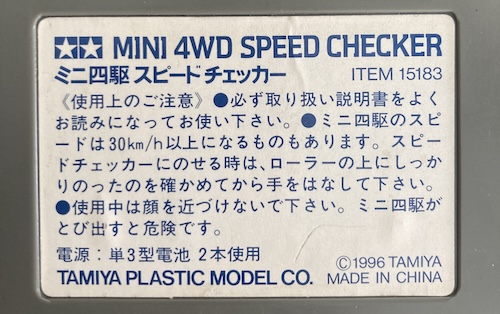 MINI 4WD SPEED CHECKER
ミニ四駆 スピードチェッカー ITEM 15183
《使用上のご注意》●必ず取り扱い説明書をよく
お読みになってお使い下さい。●ミニ四駆のスピ
ードは30km/h以上になるものもあります。スピー
ドチェッカーにのせる時は、ローラーの上にしっか
りのったのを確かめてから手をはなして下さい。
●使用中は顔を近づけないで下さい。ミニ四駆が
とび出すと危険です。
電源：単3型電池 2本使用 ©1996 TAMIYA
TAMIYA PLASTIC MODEL CO. MADE IN CHINA